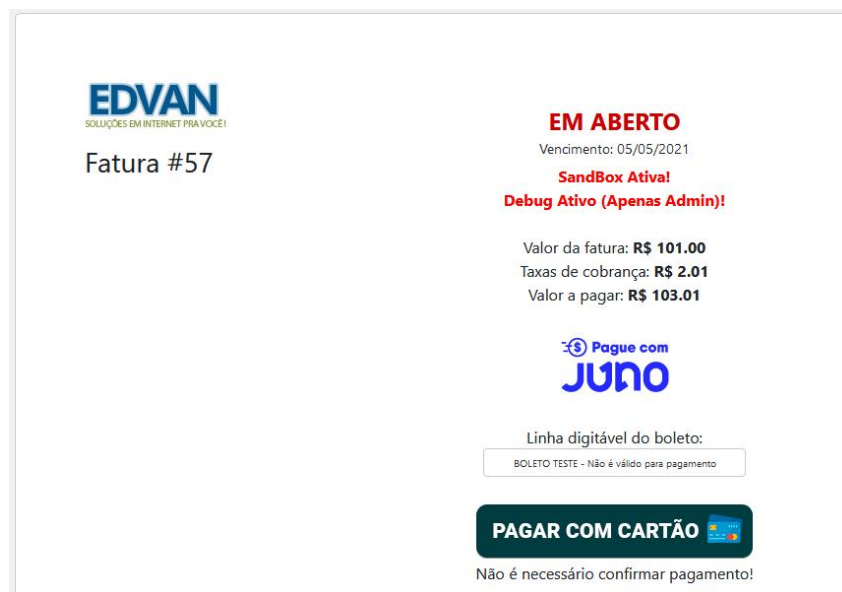 EDVAN
SOLUÇÕES EM INTERNET PRA VOCÊ!
Fatura #57
EM ABERTO
Vencimento: 05/05/2021
SandBox Ativa!
Debug Ativo (Apenas Admin)!
Valor da fatura: R$ 101.00
Taxas de cobrança: R$ 2.01
Valor a pagar: R$ 103.01
Pague com
JUNO
Linha digitável do boleto:
BOLETO TESTE - Não é válido para pagamento
PAGAR COM CARTÃO
Não é necessário confirmar pagamento!